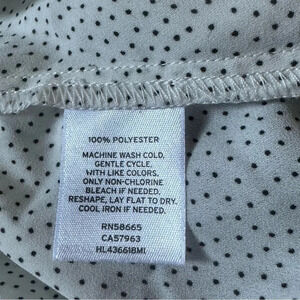 100% POLYESTER
MACHINE WASH COLD,
GENTLE CYCLE,
WITH LIKE COLORS.
ONLY NON-CHLORINE
BLEACH IF NEEDED.
RESHAPE, LAY FLAT TO DRY.
COOL IRON IF NEEDED.
RN58665
CA57963
HL436618MI